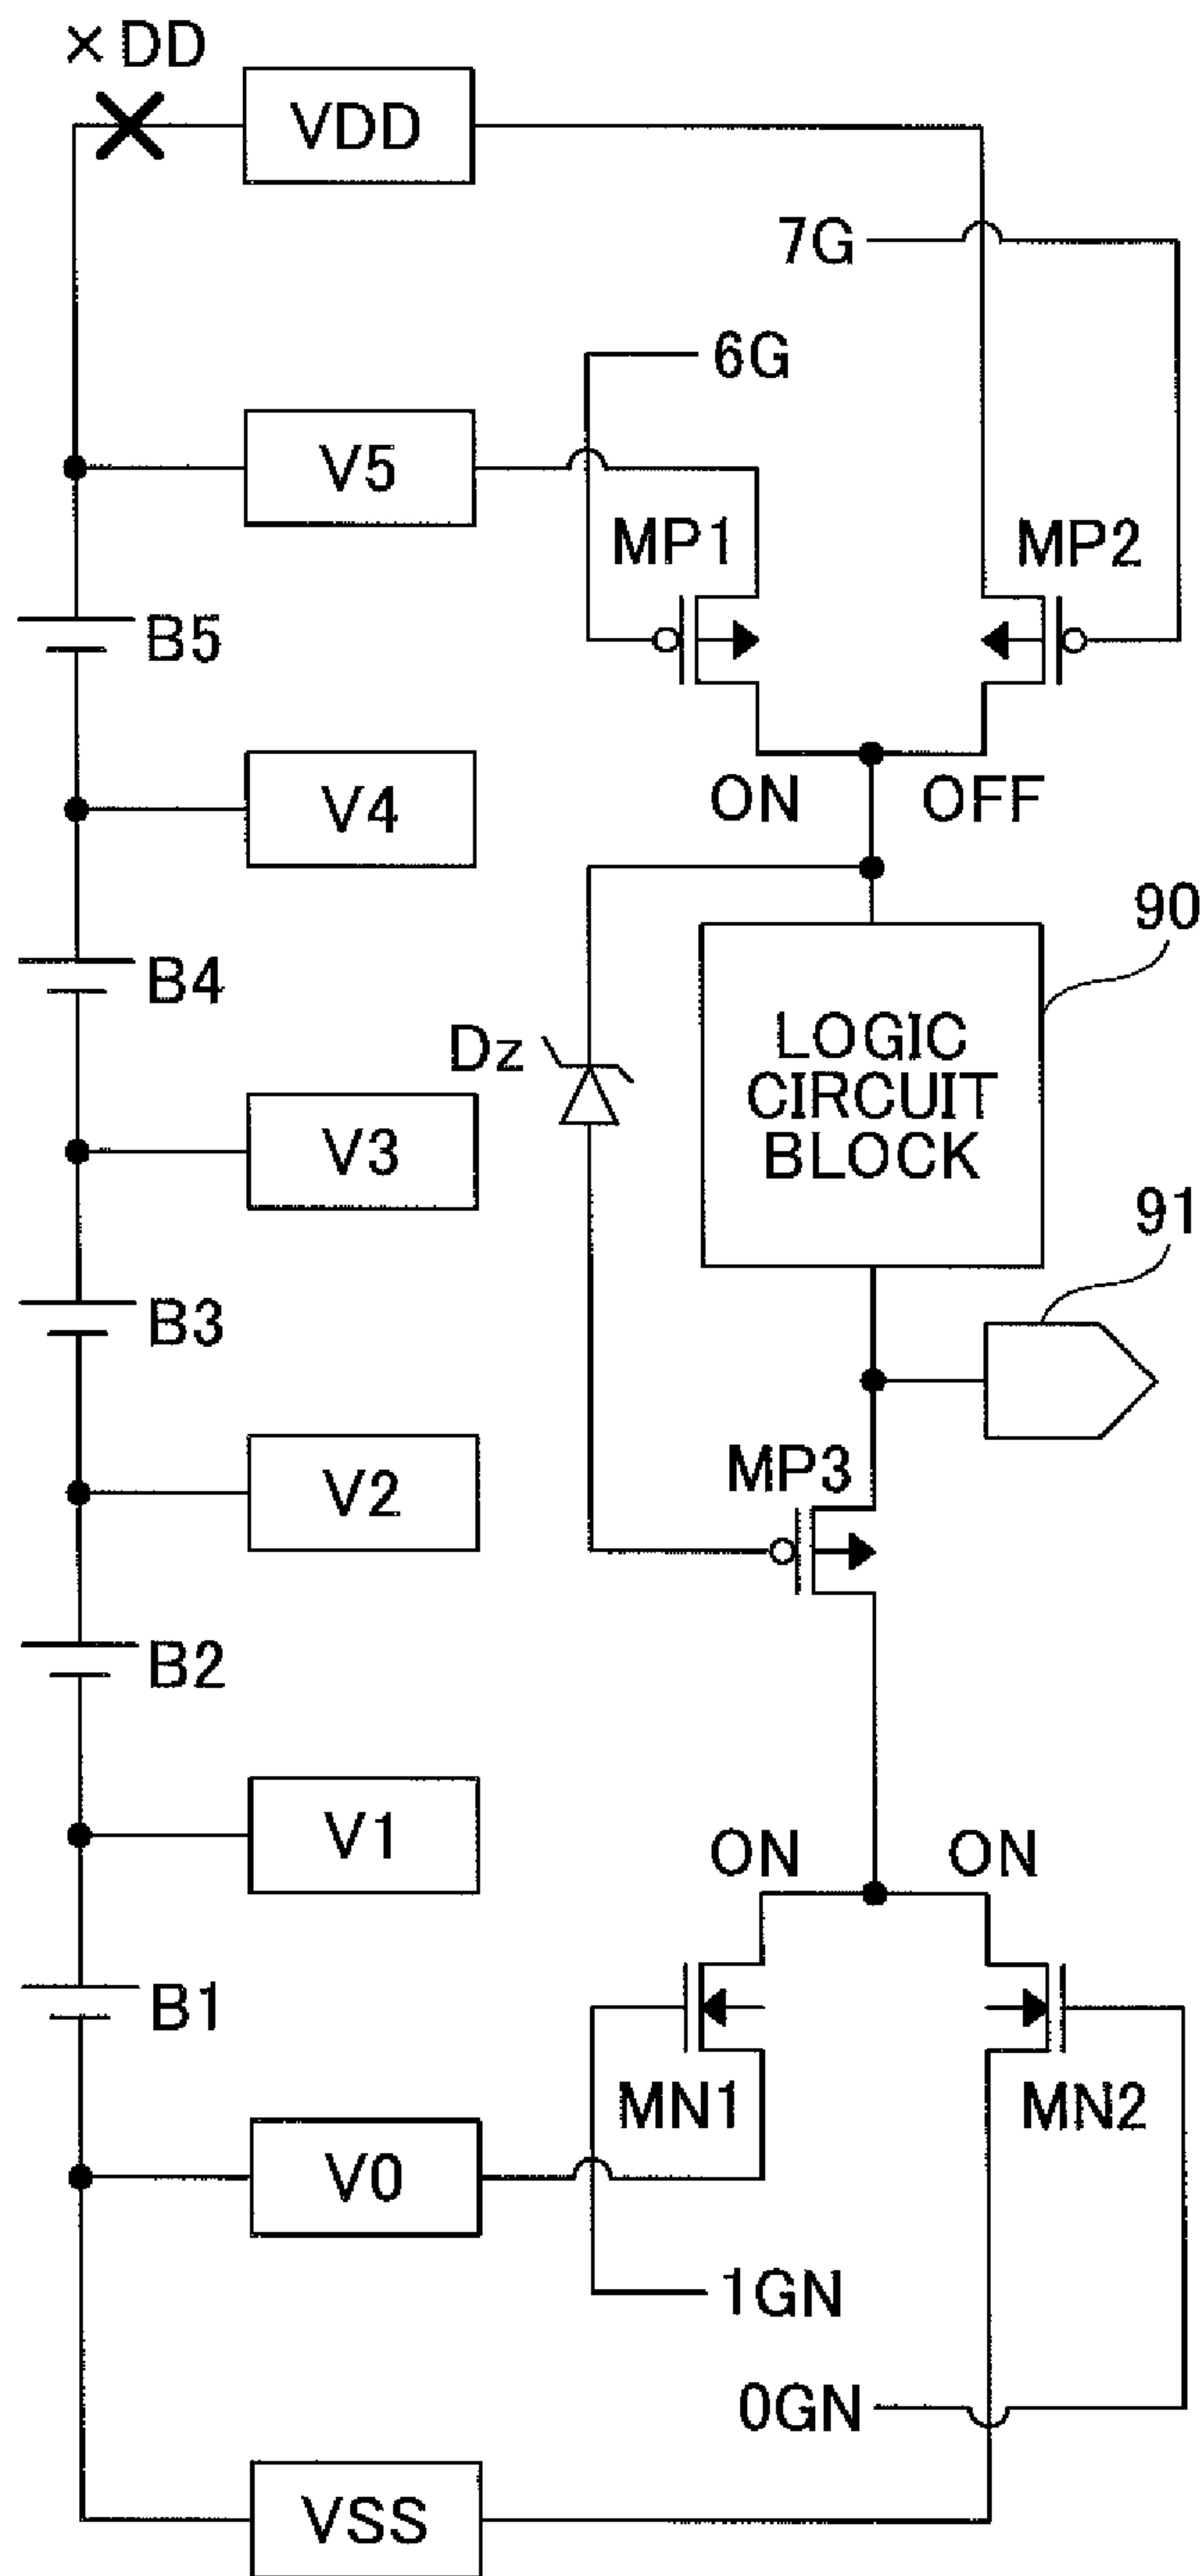 ×DD
VDD
7G
6G
V5
MP1
MP2
B5
ON
OFF
V4
90
B4
Dz
LOGIC
CIRCUIT
BLOCK
V3
91
B3
MP3
V2
B2
V1
ON
ON
B1
MN1
MN2
V0
1GN
0GN
VSS